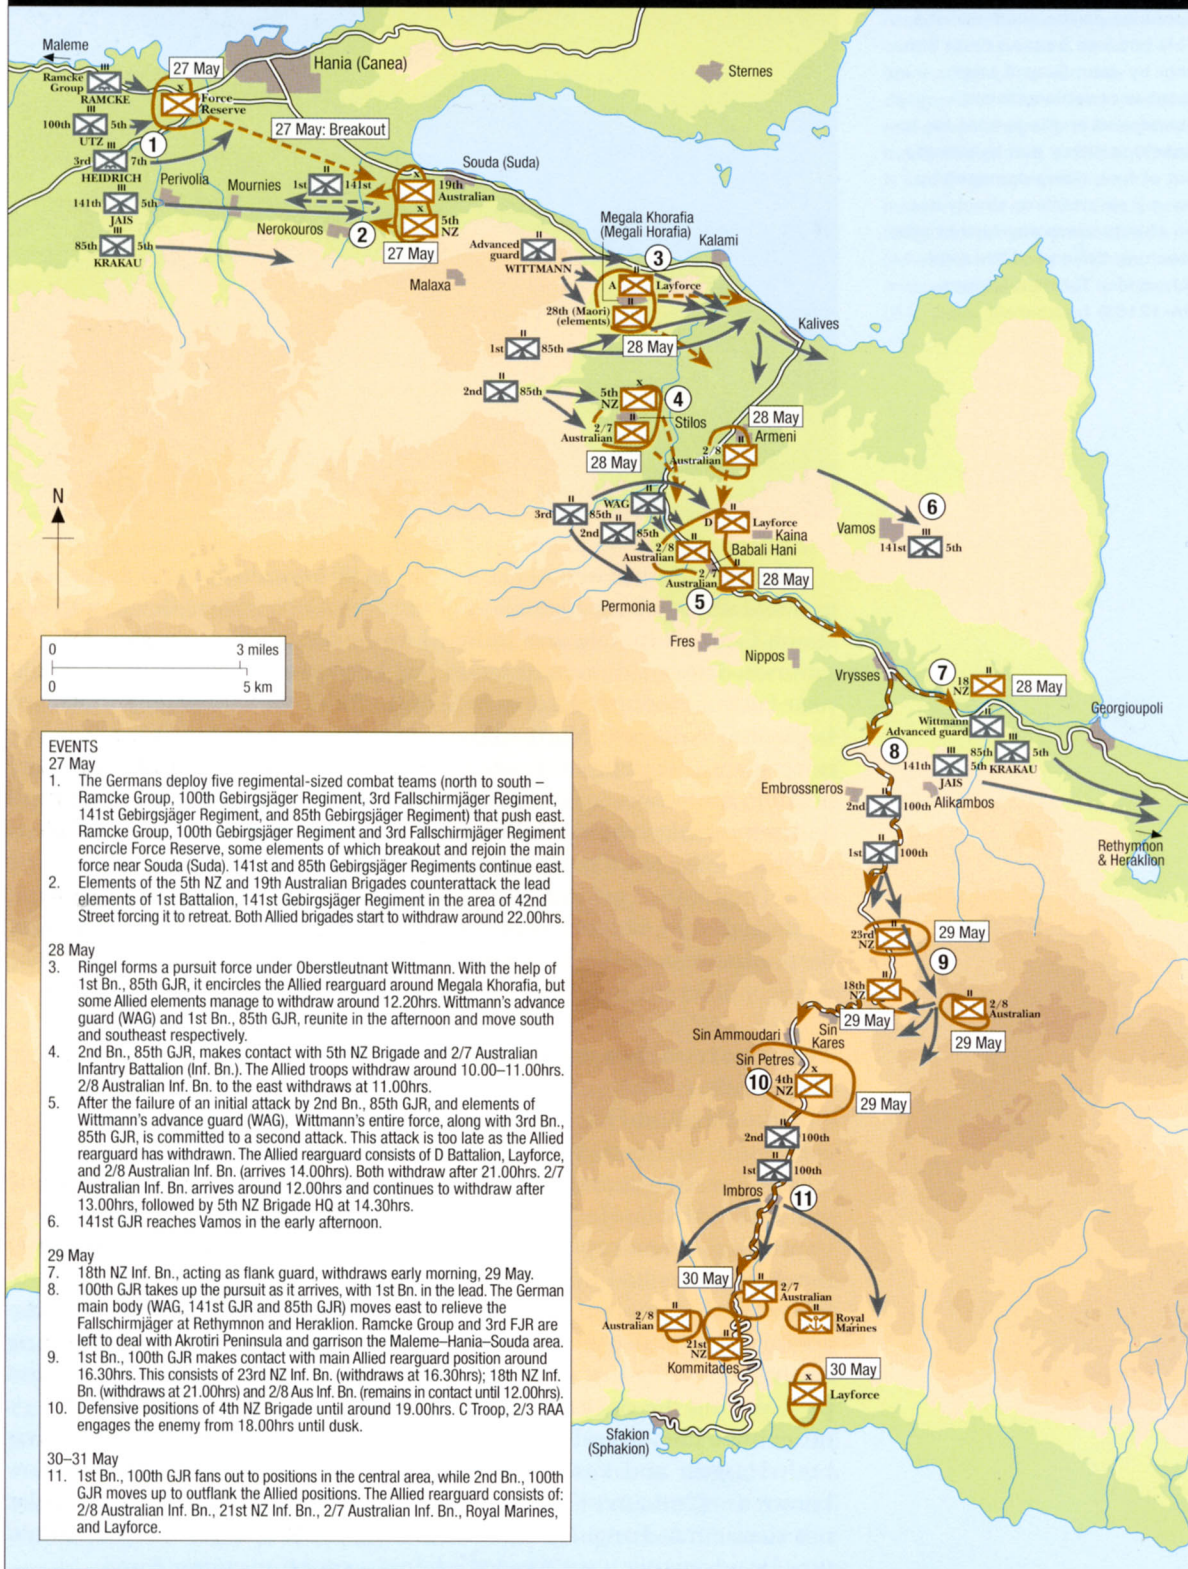 Maleme
Hania (Canea)
27 May
Sternes
Ramcke
Group
III
RAMCKE
X
Force
Reserve
III
100th
5th
UTZ
27 May: Breakout
1
III
3rd
7th
HEIDRICH
Souda (Suda)
Perivolia
Mournies
II
1st
141st
X
19th
Australian
III
141th
5th
JAIS
X
5th
NZ
Nerokouros
2
27 May
III
85th
5th
KRAKAU
Malaxa
Megala Khorafia
(Megali Horafia)
Kalami
II
Advanced
guard
WITTMANN
3
II
A
Layforce
II
28th (Maori)
(elements)
Kalives
28 May
II
1st
85th
II
2nd
85th
X
5th
NZ
4
Stilos
II
2/7
Australian
28 May
28 May
Armeni
II
2/8
Australian
II
WAG
II
3rd
85th
II
2nd
85th
II
D
Layforce
Kaina
6
Vamos
III
141st
5th
II
2/8
Australian
Babali Hani
II
2/7
Australian
28 May
5
Permonia
Fres
Nippos
Vrysses
N
0
3 miles
0
5 km
7
II
18
NZ
28 May
Georgioupoli
II
Wittmann
Advanced guard
III
85th
5th
KRAKAU
8
III
141th
5th
JAIS
Embrossneros
Alikambos
II
2nd
100th
II
1st
100th
Rethymnon
& Heraklion
II
23rd
NZ
29 May
9
II
18th
NZ
29 May
II
2/8
Australian
29 May
Sin Ammoudari
Sin
Kares
Sin Petres
10
X
4th
NZ
29 May
II
2nd
100th
II
1st
100th
Imbros
11
30 May
II
2/7
Australian
II
2/8
Australian
II
Royal
Marines
II
21st
NZ
Kommitades
30 May
X
Layforce
Sfakion
(Sphakion)
EVENTS
27 May
1. The Germans deploy five regimental-sized combat teams (north to south –
Ramcke Group, 100th Gebirgsjäger Regiment, 3rd Fallschirmjäger Regiment,
141st Gebirgsjäger Regiment, and 85th Gebirgsjäger Regiment) that push east.
Ramcke Group, 100th Gebirgsjäger Regiment and 3rd Fallschirmjäger Regiment
encircle Force Reserve, some elements of which breakout and rejoin the main
force near Souda (Suda). 141st and 85th Gebirgsjäger Regiments continue east.
2. Elements of the 5th NZ and 19th Australian Brigades counterattack the lead
elements of 1st Battalion, 141st Gebirgsjäger Regiment in the area of 42nd
Street forcing it to retreat. Both Allied brigades start to withdraw around 22.00hrs.
28 May
3. Ringel forms a pursuit force under Oberstleutnant Wittmann. With the help of
1st Bn., 85th GJR, it encircles the Allied rearguard around Megala Khorafia, but
some Allied elements manage to withdraw around 12.20hrs. Wittmann's advance
guard (WAG) and 1st Bn., 85th GJR, reunite in the afternoon and move south
and southeast respectively.
4. 2nd Bn., 85th GJR, makes contact with 5th NZ Brigade and 2/7 Australian
Infantry Battalion (Inf. Bn.). The Allied troops withdraw around 10.00–11.00hrs.
2/8 Australian Inf. Bn. to the east withdraws at 11.00hrs.
5. After the failure of an initial attack by 2nd Bn., 85th GJR, and elements of
Wittmann's advance guard (WAG), Wittmann's entire force, along with 3rd Bn.,
85th GJR, is committed to a second attack. This attack is too late as the Allied
rearguard has withdrawn. The Allied rearguard consists of D Battalion, Layforce,
and 2/8 Australian Inf. Bn. (arrives 14.00hrs). Both withdraw after 21.00hrs. 2/7
Australian Inf. Bn. arrives around 12.00hrs and continues to withdraw after
13.00hrs, followed by 5th NZ Brigade HQ at 14.30hrs.
6. 141st GJR reaches Vamos in the early afternoon.
29 May
7. 18th NZ Inf. Bn., acting as flank guard, withdraws early morning, 29 May.
8. 100th GJR takes up the pursuit as it arrives, with 1st Bn. in the lead. The German
main body (WAG, 141st GJR and 85th GJR) moves east to relieve the
Fallschirmjäger at Rethymnon and Heraklion. Ramcke Group and 3rd FJR are
left to deal with Akrotiri Peninsula and garrison the Maleme–Hania–Souda area.
9. 1st Bn., 100th GJR makes contact with main Allied rearguard position around
16.30hrs. This consists of 23rd NZ Inf. Bn. (withdraws at 16.30hrs); 18th NZ Inf.
Bn. (withdraws at 21.00hrs) and 2/8 Aus Inf. Bn. (remains in contact until 12.00hrs).
10. Defensive positions of 4th NZ Brigade until around 19.00hrs. C Troop, 2/3 RAA
engages the enemy from 18.00hrs until dusk.
30–31 May
11. 1st Bn., 100th GJR fans out to positions in the central area, while 2nd Bn., 100th
GJR moves up to outflank the Allied positions. The Allied rearguard consists of:
2/8 Australian Inf. Bn., 21st NZ Inf. Bn., 2/7 Australian Inf. Bn., Royal Marines,
and Layforce.